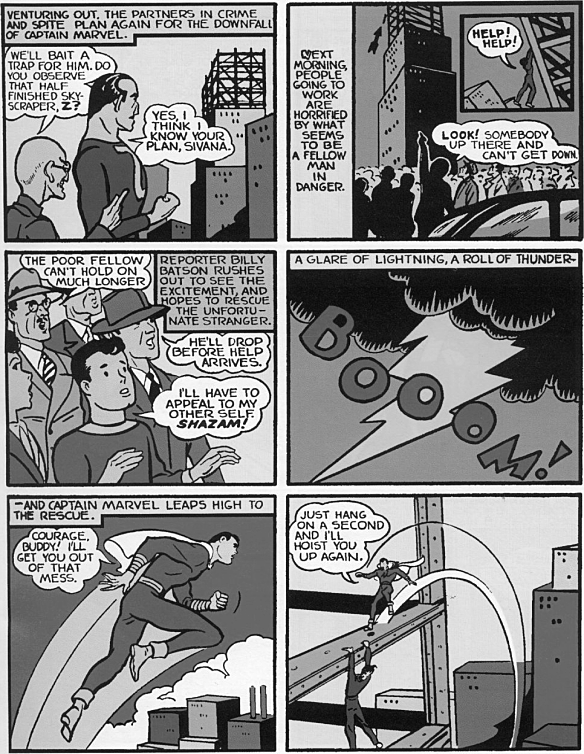 VENTURING OUT, THE PARTNERS IN CRIME
AND SPITE PLAN AGAIN FOR THE DOWNFALL
OF CAPTAIN MARVEL.
WE'LL BAIT A
TRAP FOR HIM. DO
YOU OBSERVE
THAT HALF
FINISHED SKY-
SCRAPER, Z?
YES, I
THINK I
KNOW YOUR
PLAN, SIVANA.
NEXT
MORNING,
PEOPLE
GOING TO
WORK
ARE
HORRIFIED
BY WHAT
SEEMS
TO BE
A FELLOW
MAN
IN
DANGER.
HELP!
HELP!
LOOK! SOMEBODY
UP THERE AND
CAN'T GET DOWN.
THE POOR FELLOW
CAN'T HOLD ON
MUCH LONGER
REPORTER BILLY
BATSON RUSHES
OUT TO SEE THE
EXCITEMENT, AND
HOPES TO RESCUE
THE UNFORTU-
NATE STRANGER.
HE'LL DROP
BEFORE HELP
ARRIVES.
I'LL HAVE TO
APPEAL TO MY
OTHER SELF
SHAZAM!
A GLARE OF LIGHTNING, A ROLL OF THUNDER-
BOOOM!
-AND CAPTAIN MARVEL LEAPS HIGH TO
THE RESCUE.
COURAGE,
BUDDY! I'LL
GET YOU OUT
OF THAT
MESS.
JUST HANG
ON A SECOND
AND I'LL
HOIST YOU
UP AGAIN.